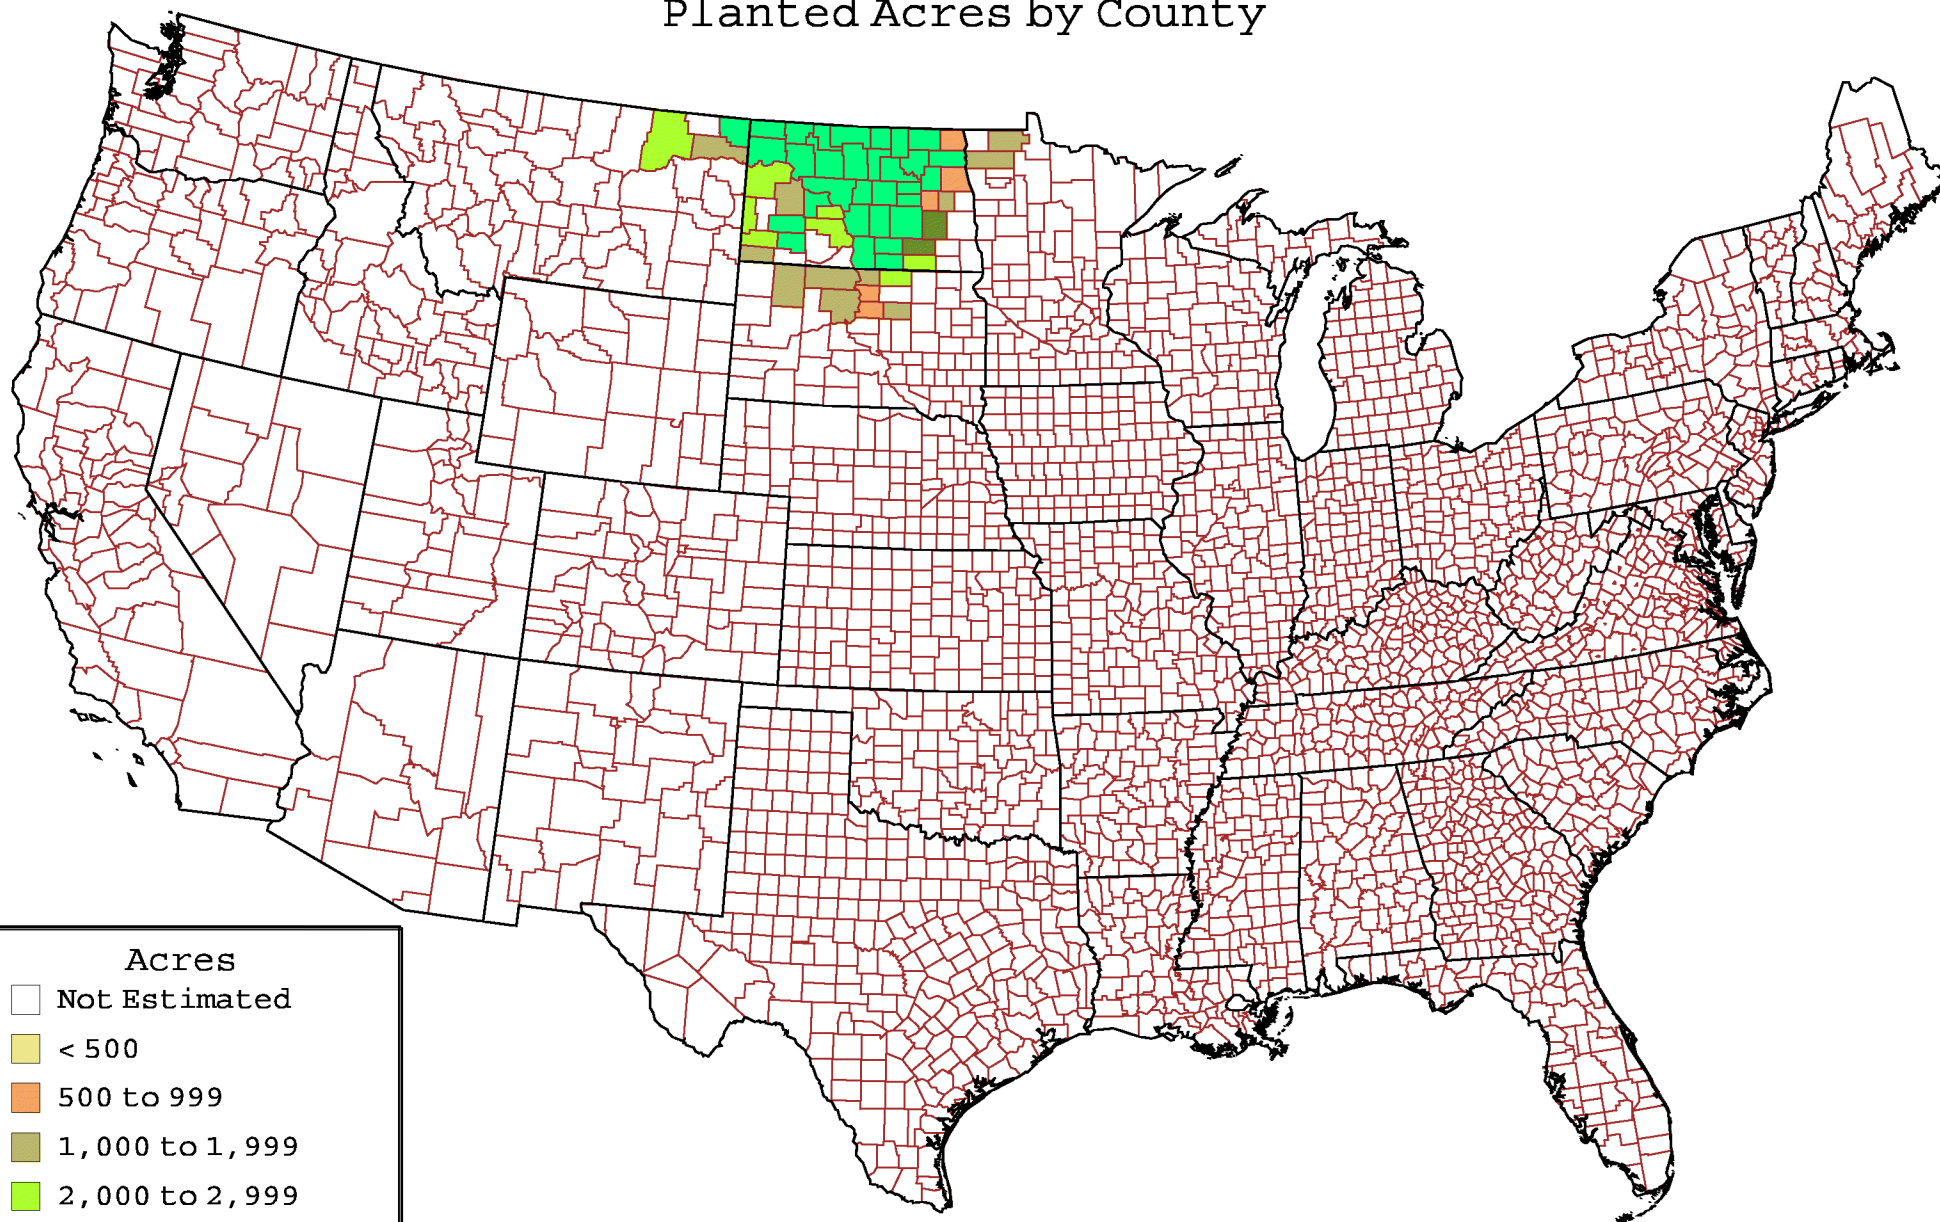 Planted Acres by County
Acres
Not Estimated
< 500
500 to 999
1,000 to 1,999
2,000 to 2,999